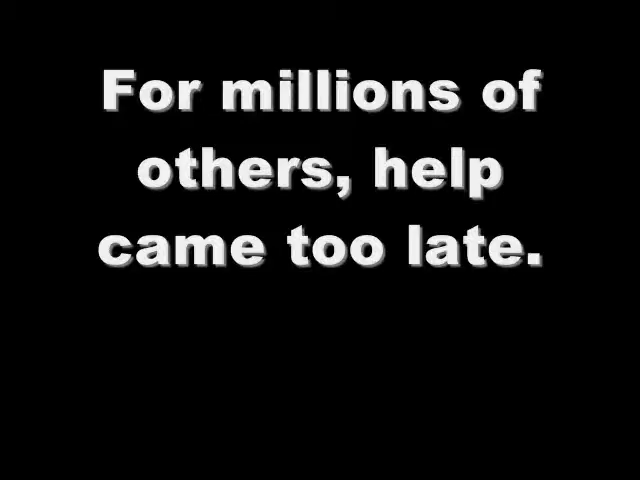 For millions of
others, help
came too late.